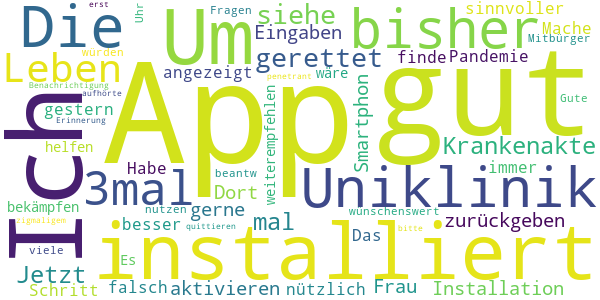 erst
Uhr
Fragen
sinnvoller
Die
Um
siehe
bisher
Mache
Eingaben
Mitbürger
Leben
gerettet
finde
Pandemie
würden
angezeigt
wäre
Benachrichtigung
penetrant
aufhörte
App
gut
Ich
gestern
Erinnerung
weiterempfehlen
Smartphon
helfen
Krankenakte
Gute
Habe
beantw
immer
3mal
Uniklinik
Dort
bekämpfen
nutzen
gerne
wünschenswert
zurückgeben
zigmaligem
besser
quittieren
mal
Das
bitte
installiert
viele
Es
Jetzt
falsch
aktivieren
nützlich
Frau
Installation
Schritt